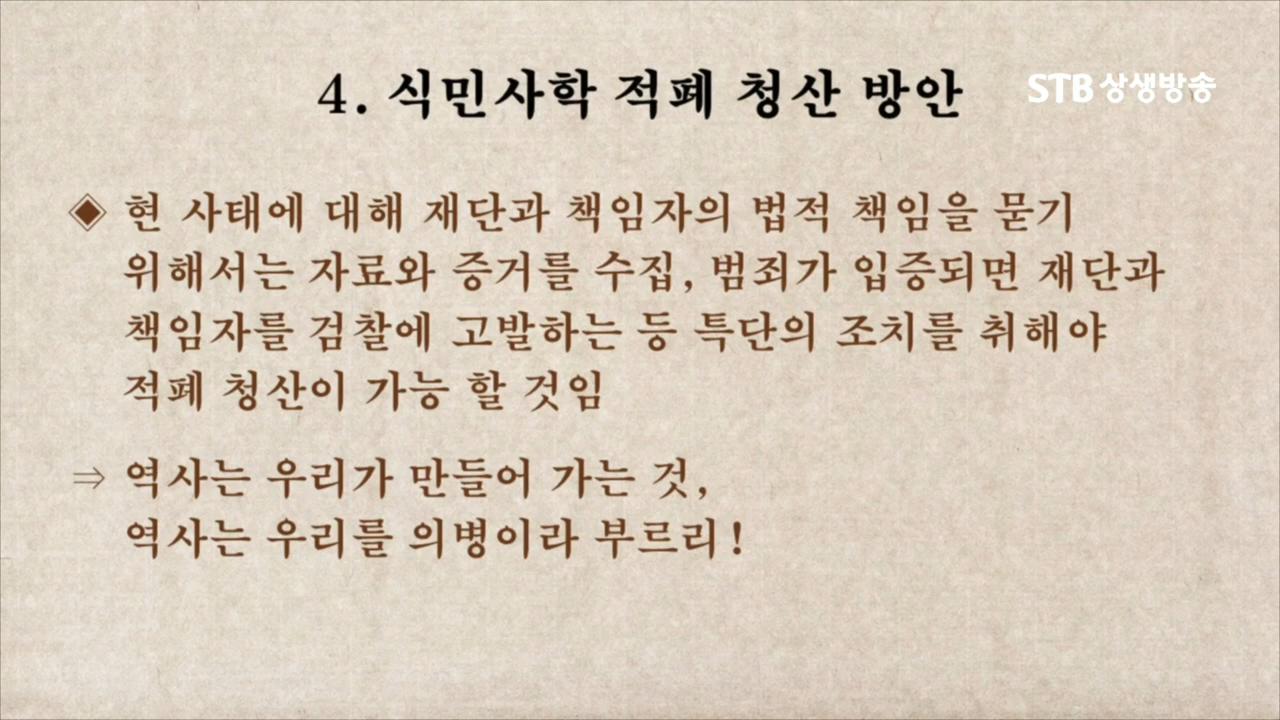 4. 식민사학 적폐 청산 방안
STB 상생방송
◈ 현 사태에 대해 재단과 책임자의 법적 책임을 묻기
위해서는 자료와 증거를 수집, 범죄가 입증되면 재단과
책임자를 검찰에 고발하는 등 특단의 조치를 취해야
적폐 청산이 가능 할 것임
⇒ 역사는 우리가 만들어 가는 것,
역사는 우리를 의병이라 부르리!